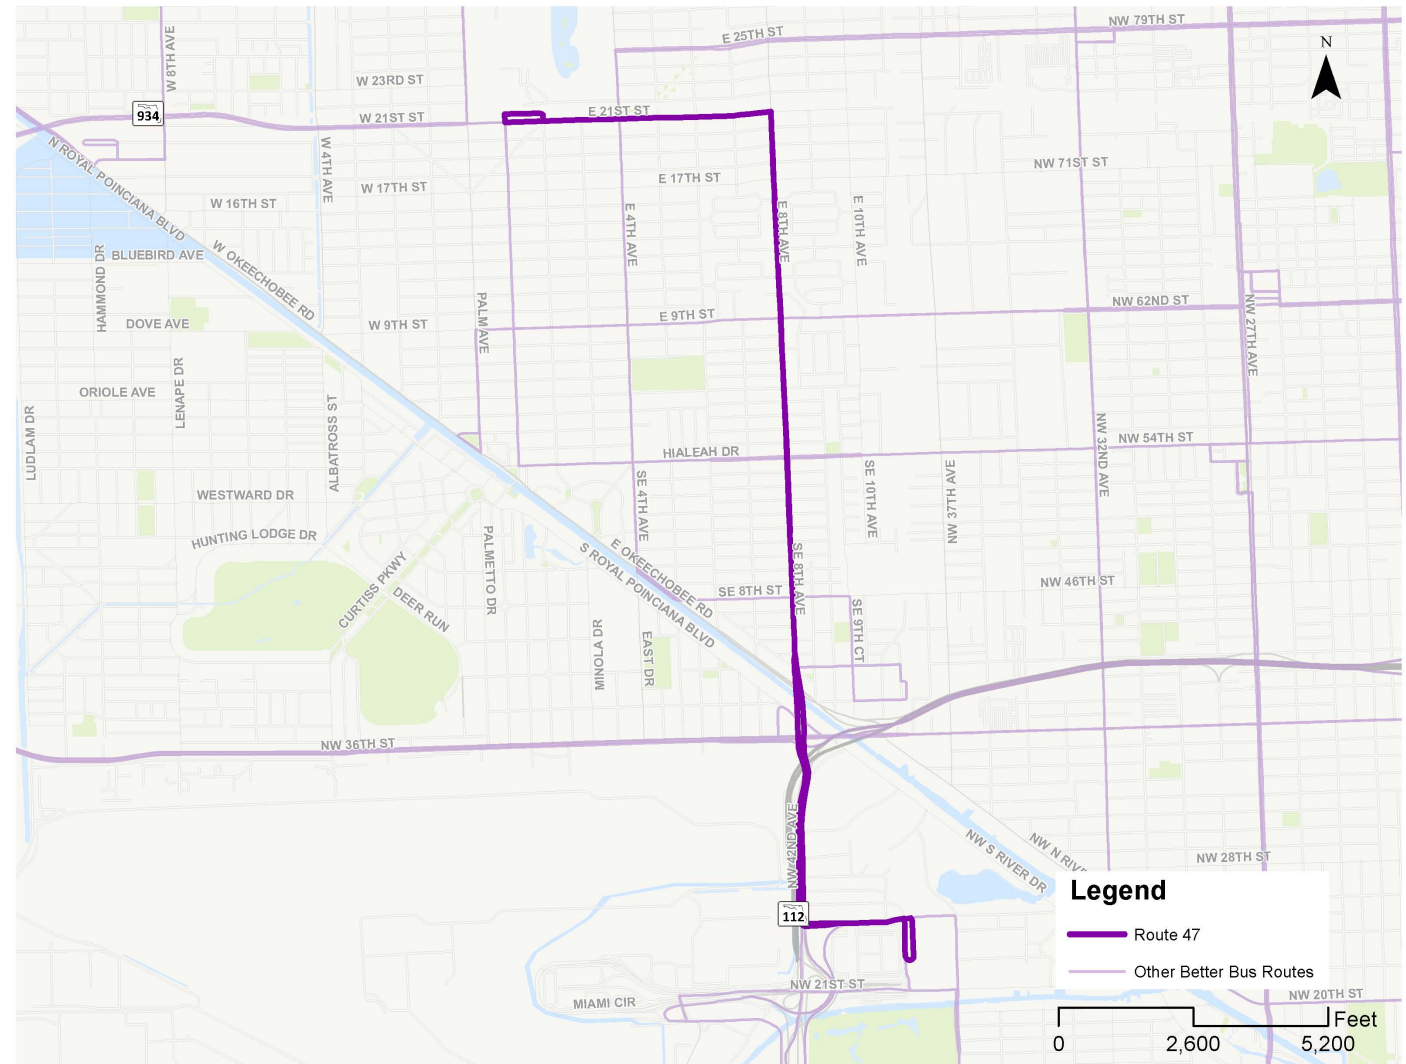 NW 79TH ST
E 25TH ST
W 8TH AVE
N
W 23RD ST
934
W 21ST ST
E 21ST ST
N ROYAL POINCIANA BLVD
W 4TH AVE
NW 71ST ST
W 17TH ST
E 17TH ST
W 16TH ST
E 4TH AVE
E 8TH AVE
E 10TH AVE
HAMMOND DR
BLUEBIRD AVE
W OKEECHOBEE RD
PALM AVE
NW 62ND ST
NW 27TH AVE
DOVE AVE
W 9TH ST
E 9TH ST
LENAPE DR
ORIOLE AVE
LUDLAM DR
ALBATROSS ST
HIALEAH DR
NW 32ND AVE
NW 54TH ST
WESTWARD DR
SE 4TH AVE
SE 10TH AVE
NW 37TH AVE
HUNTING LODGE DR
PALMETTO DR
E OKEECHOBEE RD
S ROYAL POINCIANA BLVD
SE 8TH AVE
CURTISS PKWY
DEER RUN
SE 8TH ST
NW 46TH ST
MINOLA DR
EAST DR
SE 9TH CT
NW 36TH ST
NW 42ND AVE
NW S RIVER DR
NW N RIVE
NW 28TH ST
112
Legend
Route 47
Other Better Bus Routes
NW 21ST ST
MIAMI CIR
NW 20TH ST
Feet
0 2,600 5,200